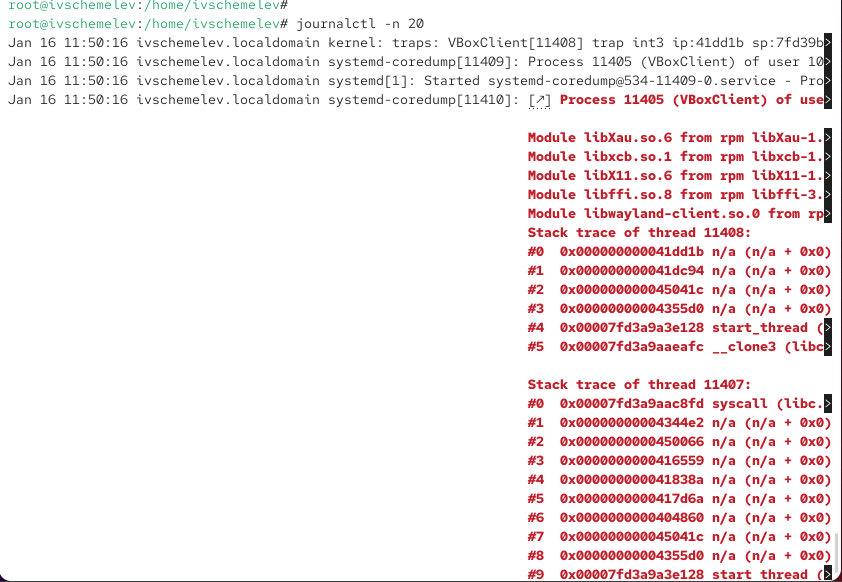 root@ivschemelev:/home/ivschemelev#
root@ivschemelev:/home/ivschemelev# journalctl -n 20
Jan 16 11:50:16 ivschemelev.localdomain kernel: traps: VBoxClient[11408] trap int3 ip:41dd1b sp:7fd39b>
Jan 16 11:50:16 ivschemelev.localdomain systemd-coredump[11409]: Process 11405 (VBoxClient) of user 10>
Jan 16 11:50:16 ivschemelev.localdomain systemd[1]: Started systemd-coredump@534-11409-0.service - Pro>
Jan 16 11:50:16 ivschemelev.localdomain systemd-coredump[11410]: [↗] Process 11405 (VBoxClient) of use>
Module libXau.so.6 from rpm libXau-1.>
Module libxcb.so.1 from rpm libxcb-1.>
Module libX11.so.6 from rpm libX11-1.>
Module libffi.so.8 from rpm libffi-3.>
Module libwayland-client.so.0 from rp>
Stack trace of thread 11408:
#0  0x000000000041dd1b n/a (n/a + 0x0)
#1  0x000000000041dc94 n/a (n/a + 0x0)
#2  0x000000000045041c n/a (n/a + 0x0)
#3  0x00000000004355d0 n/a (n/a + 0x0)
#4  0x00007fd3a9a3e128 start_thread (>
#5  0x00007fd3a9aaeafc __clone3 (libc>
Stack trace of thread 11407:
#0  0x00007fd3a9aac8fd syscall (libc.>
#1  0x00000000004344e2 n/a (n/a + 0x0)
#2  0x0000000000450066 n/a (n/a + 0x0)
#3  0x0000000000416559 n/a (n/a + 0x0)
#4  0x000000000041838a n/a (n/a + 0x0)
#5  0x0000000000417d6a n/a (n/a + 0x0)
#6  0x0000000000404860 n/a (n/a + 0x0)
#7  0x000000000045041c n/a (n/a + 0x0)
#8  0x00000000004355d0 n/a (n/a + 0x0)
#9  0x00007fd3a9a3e128 start_thread (>